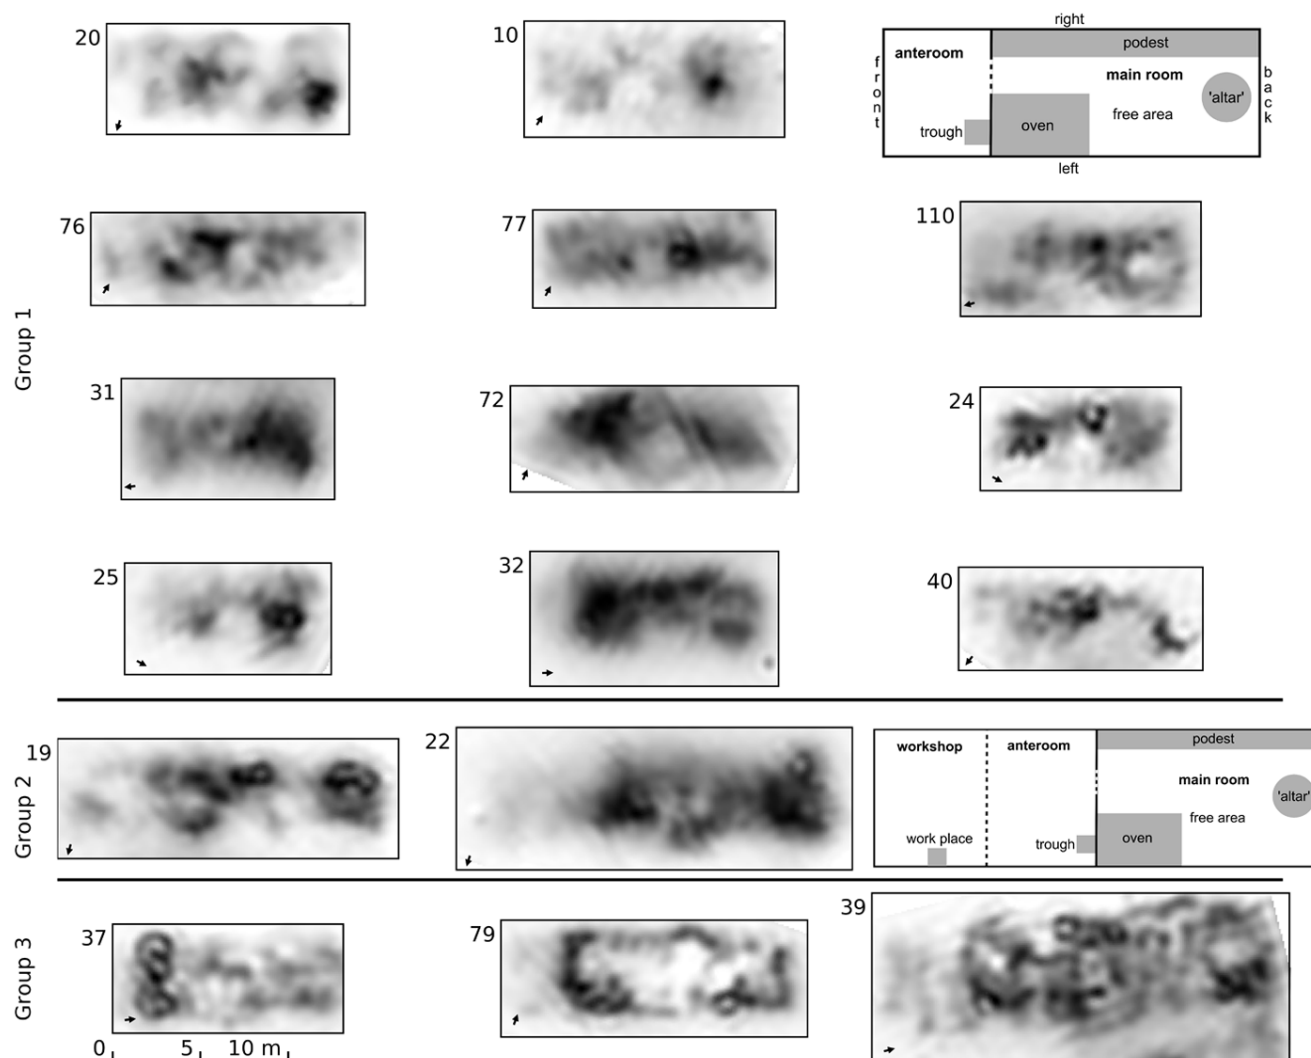 20
10
right
anteroom
podest
front
main room
back
'altar'
free area
trough
oven
left
76
77
110
Group 1
31
72
24
25
32
40
Group 2
19
22
workshop
anteroom
podest
main room
'altar'
free area
work place
trough
oven
Group 3
37
79
39
0 5 10 m